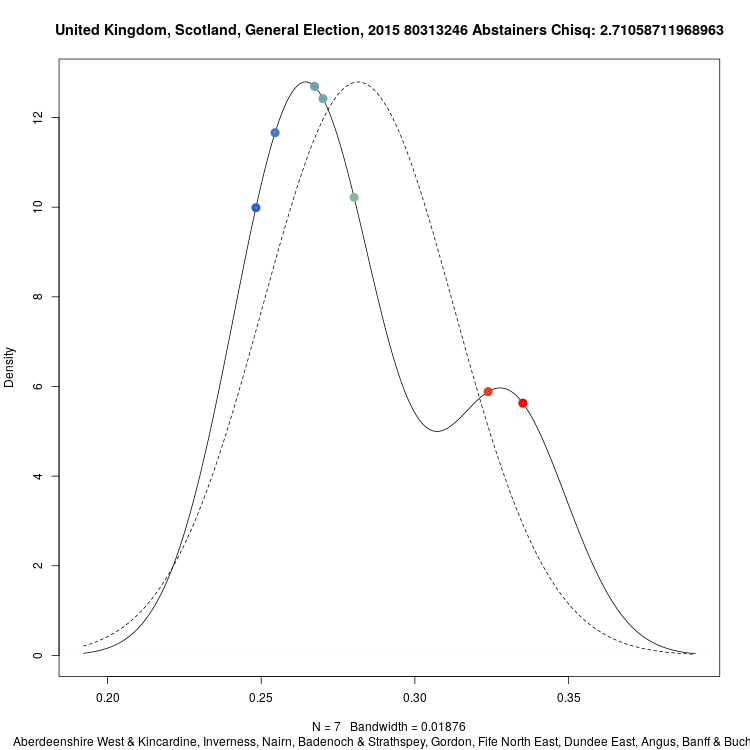 United Kingdom, Scotland, General Election, 2015 80313246 Abstainers Chisq: 2.71058711968963
Density
12
10
8
6
4
2
0
0.20 0.25 0.30 0.35
N = 7 Bandwidth = 0.01876
Aberdeenshire West & Kincardine, Inverness, Nairn, Badenoch & Strathspey, Gordon, Fife North East, Dundee East, Angus, Banff & Buch